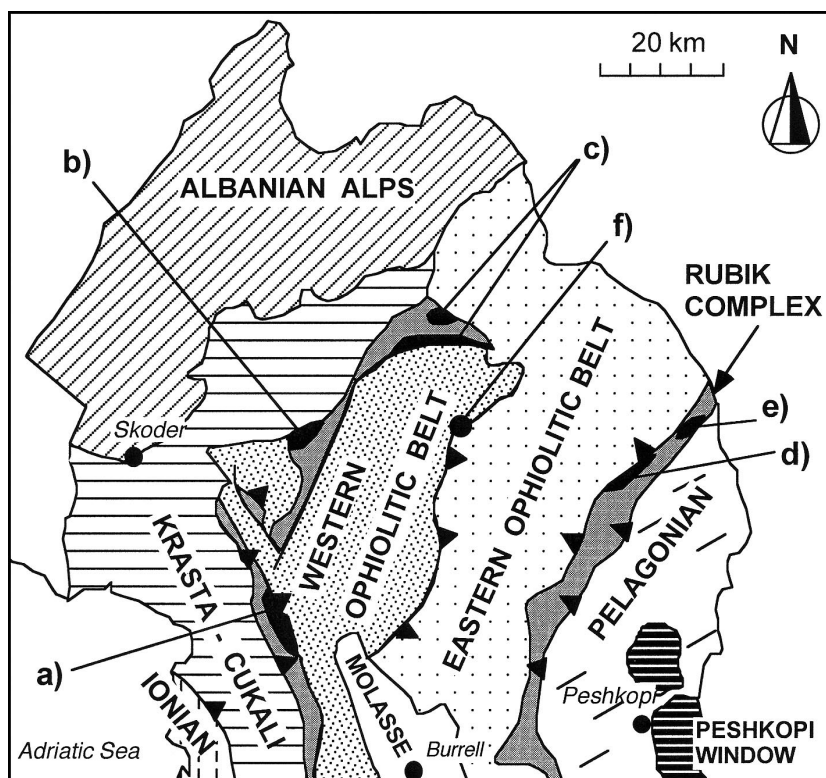 20 km
N
b)
c)
ALBANIAN ALPS
f)
RUBIK
COMPLEX
Skoder
e)
d)
WESTERN
OPHIOLITIC BELT
EASTERN OPHIOLITIC BELT
KRASTA - CUKALI
PELAGONIAN
a)
IONIAN
MOLASSE
Peshkopi
Adriatic Sea
Burrell
PESHKOPI
WINDOW